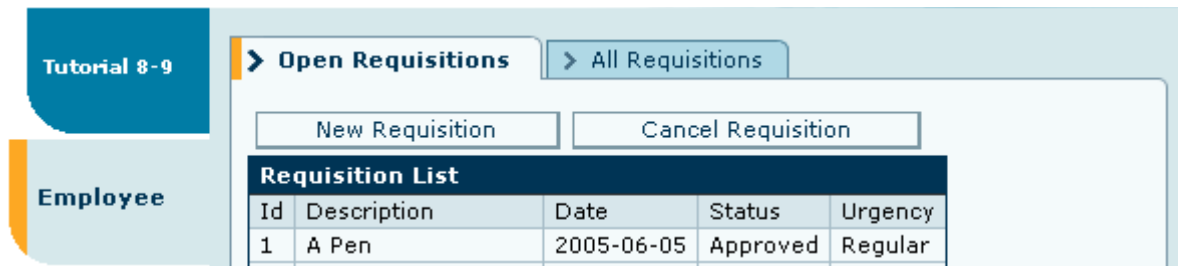 Tutorial 8-9
Open Requisitions
All Requisitions
New Requisition
Cancel Requisition
Employee
Requisition List
Id Description Date Status Urgency
1 A Pen 2005-06-05 Approved Regular